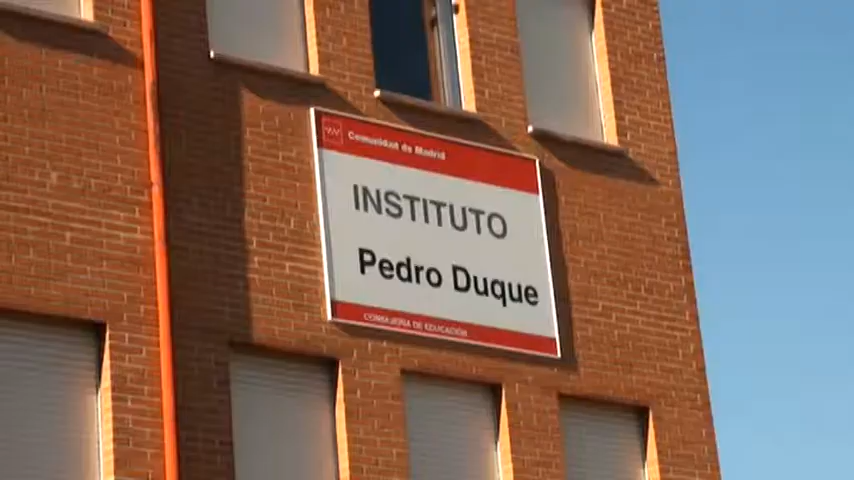 Comunidad de Madrid
INSTITUTO
Pedro Duque
CONSEJERÍA DE EDUCACIÓN